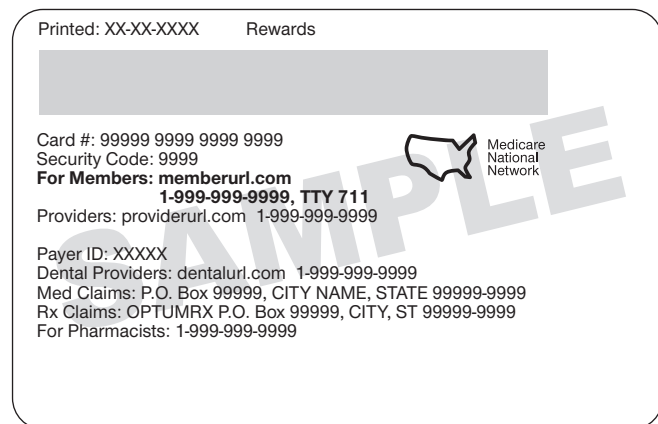 Printed: XX-XX-XXXX Rewards
Card #: 99999 9999 9999 9999
Security Code: 9999
For Members: memberurl.com
1-999-999-9999, TTY 711
Providers: providerurl.com 1-999-999-9999
Medicare
National
Network
Payer ID: XXXXX
Dental Providers: dentalurl.com 1-999-999-9999
Med Claims: P.O. Box 99999, CITY NAME, STATE 99999-9999
Rx Claims: OPTUMRX P.O. Box 99999, CITY, ST 99999-9999
For Pharmacists: 1-999-999-9999
SAMPLE